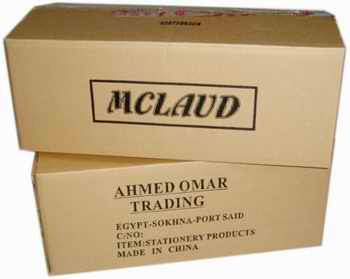 MCLAUD
AHMED OMAR
TRADING
EGYPT-SOKHNA-PORT SAID
C/NO:
ITEM:STATIONERY PRODUCTS
MADE IN CHINA